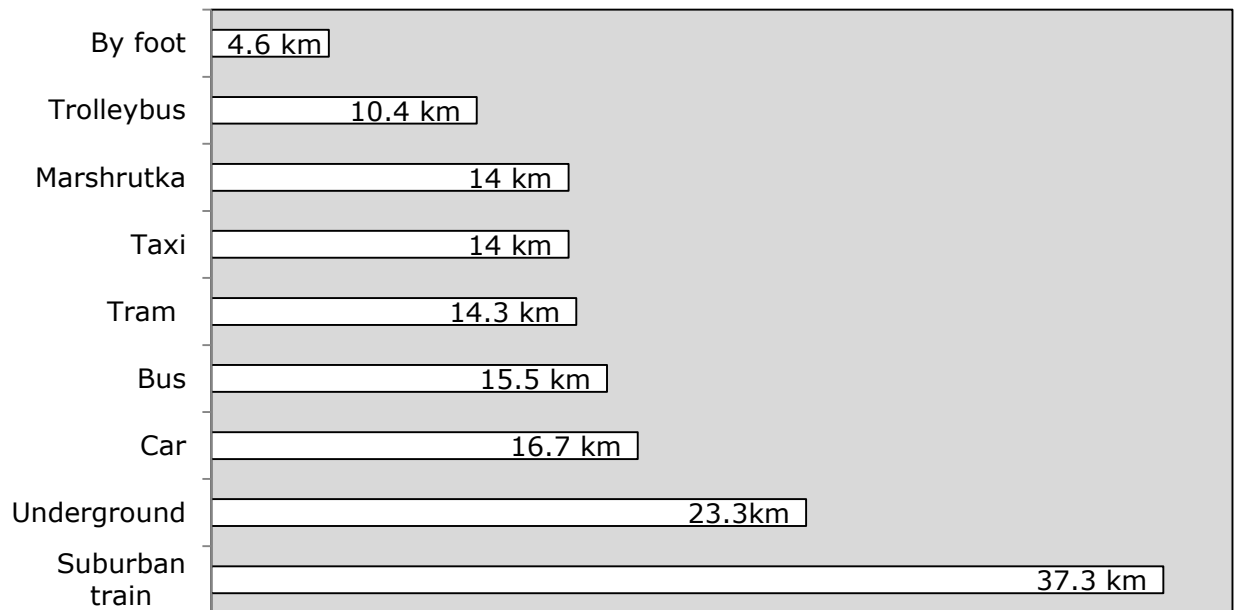 By foot 4.6 km
Trolleybus 10.4 km
Marshrutka 14 km
Taxi 14 km
Tram 14.3 km
Bus 15.5 km
Car 16.7 km
Underground 23.3km
Suburban
train 37.3 km